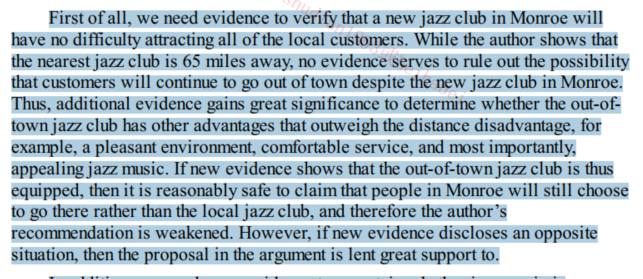 First of all, we need evidence to verify that a new jazz club in Monroe will
have no difficulty attracting all of the local customers. While the author shows that
the nearest jazz club is 65 miles away, no evidence serves to rule out the possibility
that customers will continue to go out of town despite the new jazz club in Monroe.
Thus, additional evidence gains great significance to determine whether the out-of-
town jazz club has other advantages that outweigh the distance disadvantage, for
example, a pleasant environment, comfortable service, and most importantly,
appealing jazz music. If new evidence shows that the out-of-town jazz club is thus
equipped, then it is reasonably safe to claim that people in Monroe will still choose
to go there rather than the local jazz club, and therefore the author's
recommendation is weakened. However, if new evidence discloses an opposite
situation, then the proposal in the argument is lent great support to.